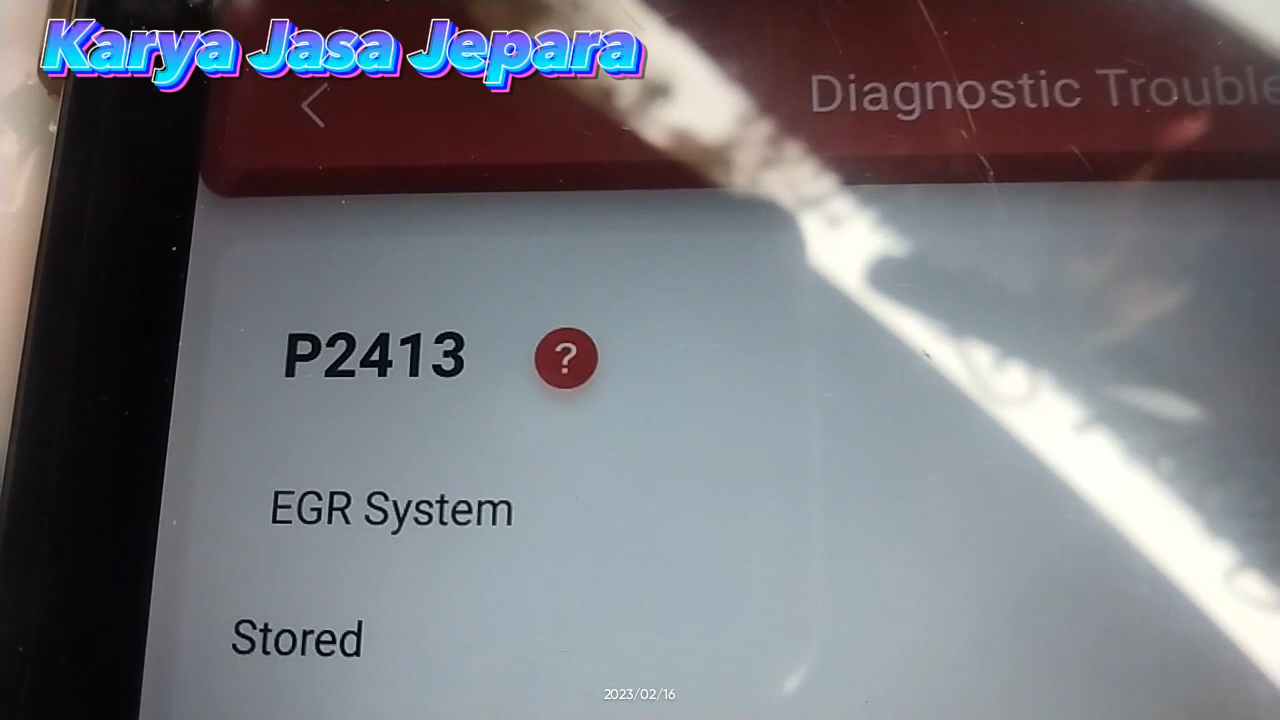 Karya Jasa Jepara
Diagnostic Trouble
P2413
?
EGR System
Stored
2023/02/16